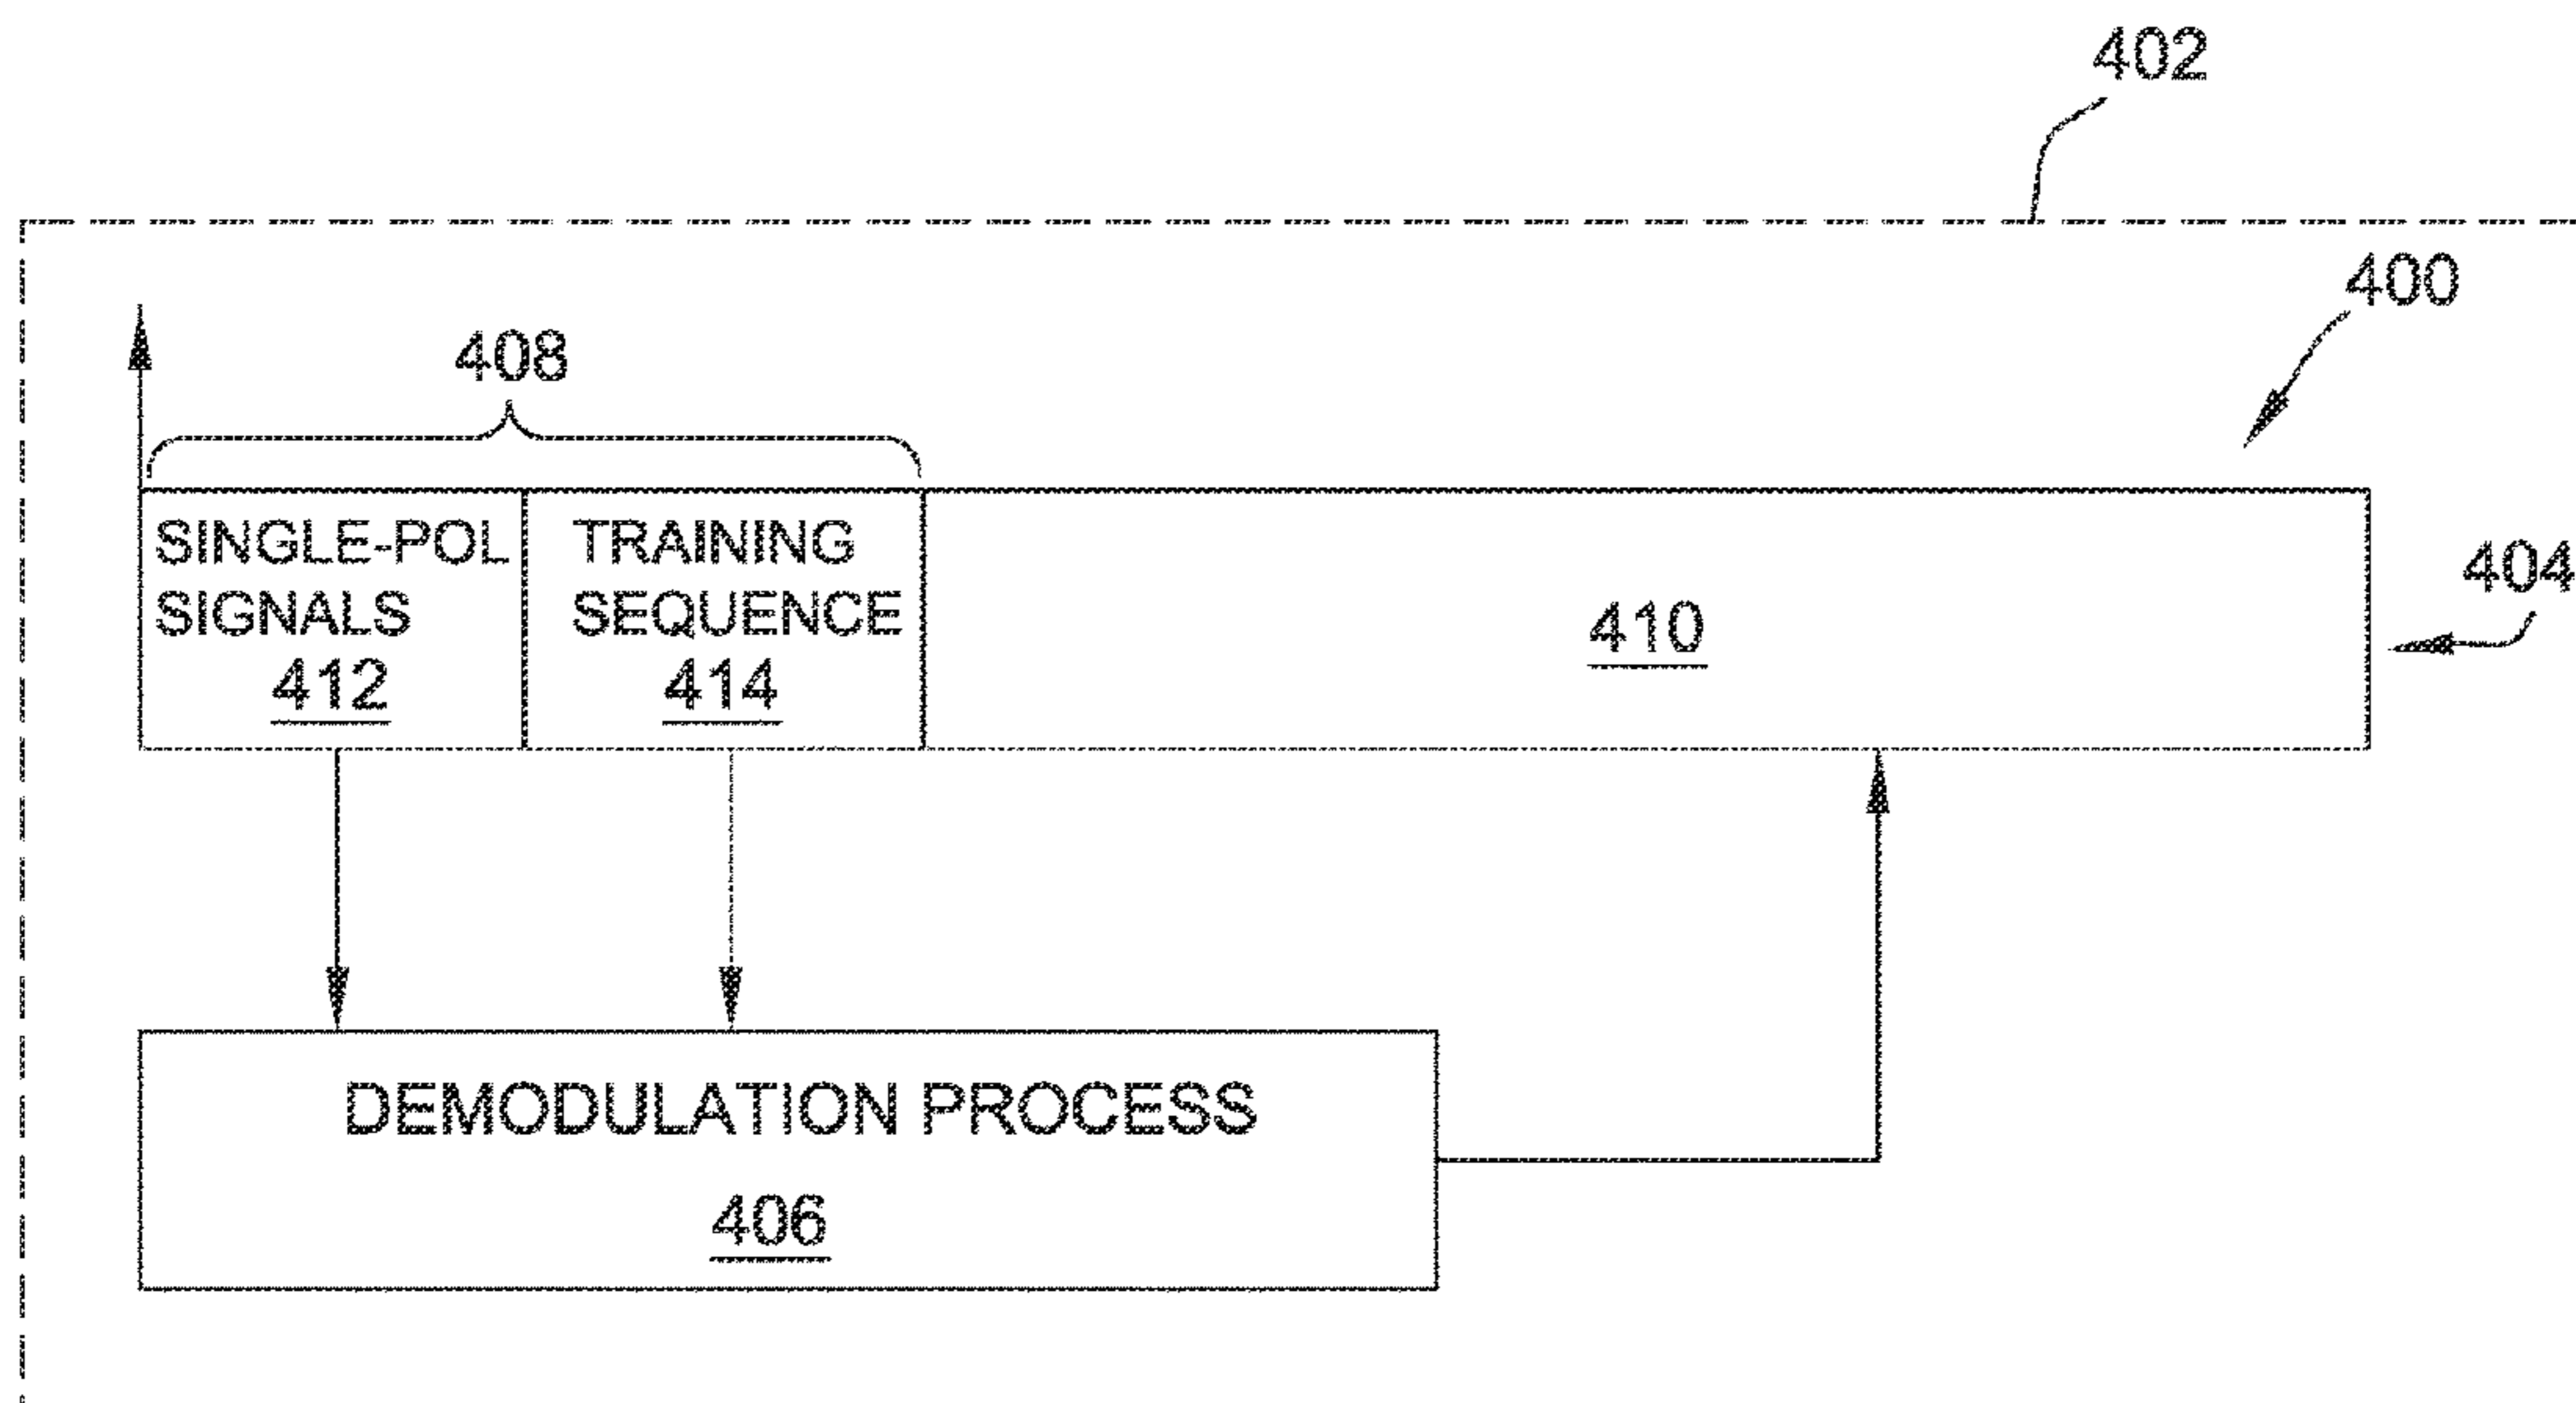 402
400
408
SINGLE-POL
SIGNALS
412
TRAINING
SEQUENCE
414
410
404
DEMODULATION PROCESS
406